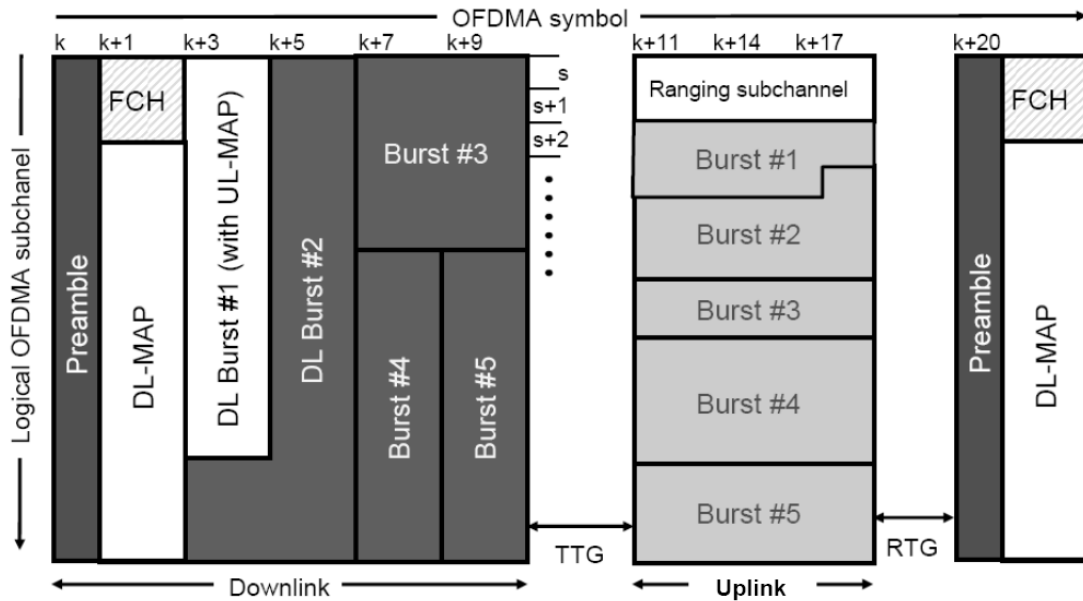 OFDMA symbol
k k+1 k+3 k+5 k+7 k+9 k+11 k+14 k+17 k+20
Logical OFDMA subchanel
Preamble
FCH
DL-MAP
DL Burst #1 (with UL-MAP)
DL Burst #2
Burst #3
Burst #4
Burst #5
s
s+1
s+2
Ranging subchannel
Burst #1
Burst #2
Burst #3
Burst #4
Burst #5
Preamble
FCH
DL-MAP
TTG
RTG
Downlink
Uplink